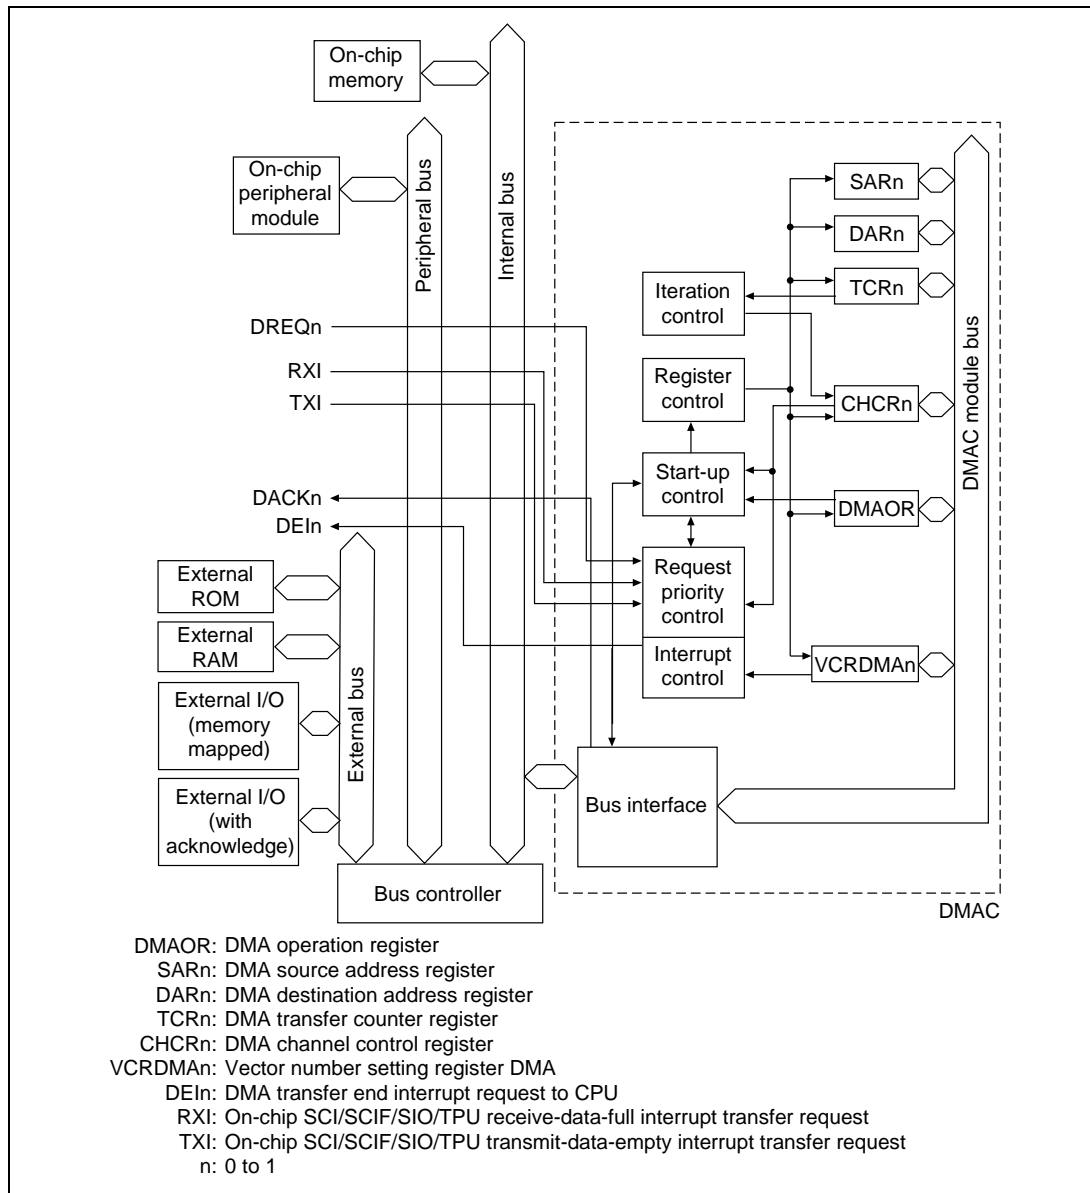 On-chip
memory
On-chip
peripheral
module
Peripheral bus
Internal bus
SARn
DARn
TCRn
Iteration
control
DREQn
RXI
TXI
Register
control
CHCRn
DMAC module bus
Start-up
control
DACKn
DEIn
DMAOR
External
ROM
Request
priority
control
External
RAM
Interrupt
control
VCRDMAn
External I/O
(memory
mapped)
External bus
External I/O
(with
acknowledge)
Bus interface
Bus controller
DMAC
DMAOR: DMA operation register
SARn: DMA source address register
DARn: DMA destination address register
TCRn: DMA transfer counter register
CHCRn: DMA channel control register
VCRDMAn: Vector number setting register DMA
DEIn: DMA transfer end interrupt request to CPU
RXI: On-chip SCI/SCIF/SIO/TPU receive-data-full interrupt transfer request
TXI: On-chip SCI/SCIF/SIO/TPU transmit-data-empty interrupt transfer request
n: 0 to 1